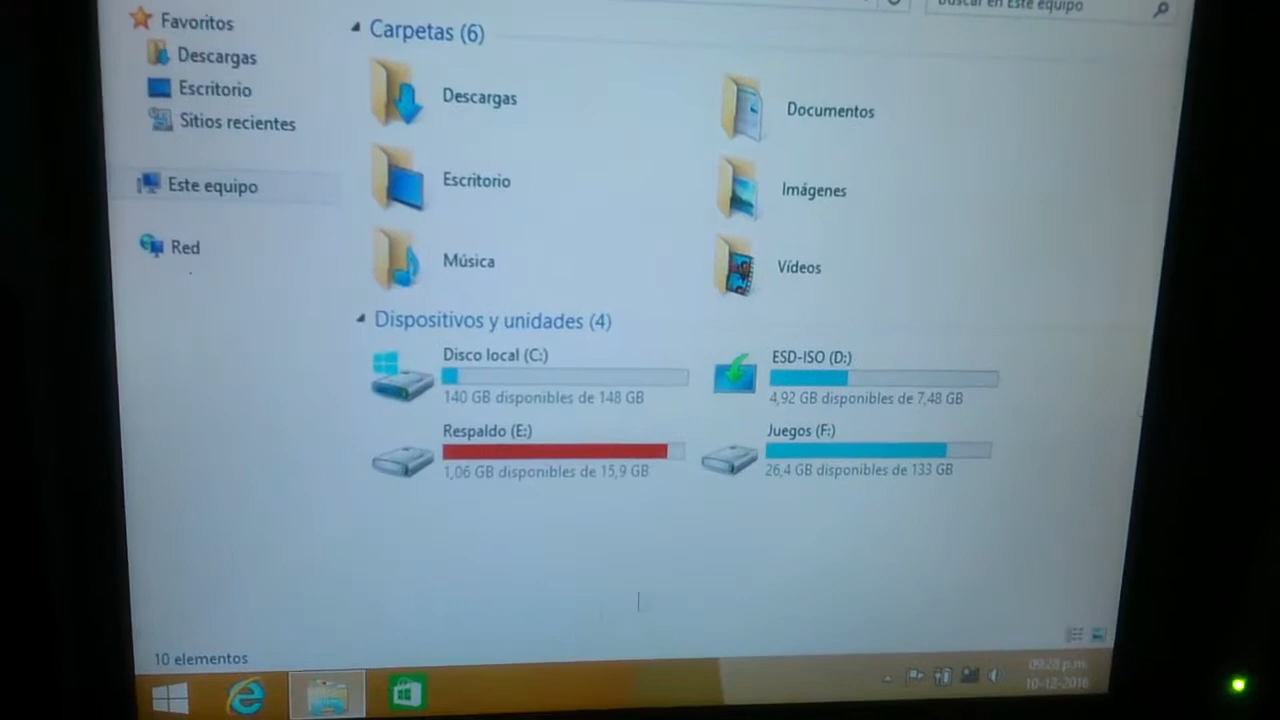 Buscar en Este equipo
Favoritos
Descargas
Escritorio
Sitios recientes
Este equipo
Red
Carpetas (6)
Descargas
Documentos
Escritorio
Imágenes
Música
Vídeos
Dispositivos y unidades (4)
Disco local (C:)
140 GB disponibles de 148 GB
ESD-ISO (D:)
4,92 GB disponibles de 7,48 GB
Respaldo (E:)
1,06 GB disponibles de 15,9 GB
Juegos (F:)
26,4 GB disponibles de 133 GB
10 elementos
09:28 p.m.
10-12-2016